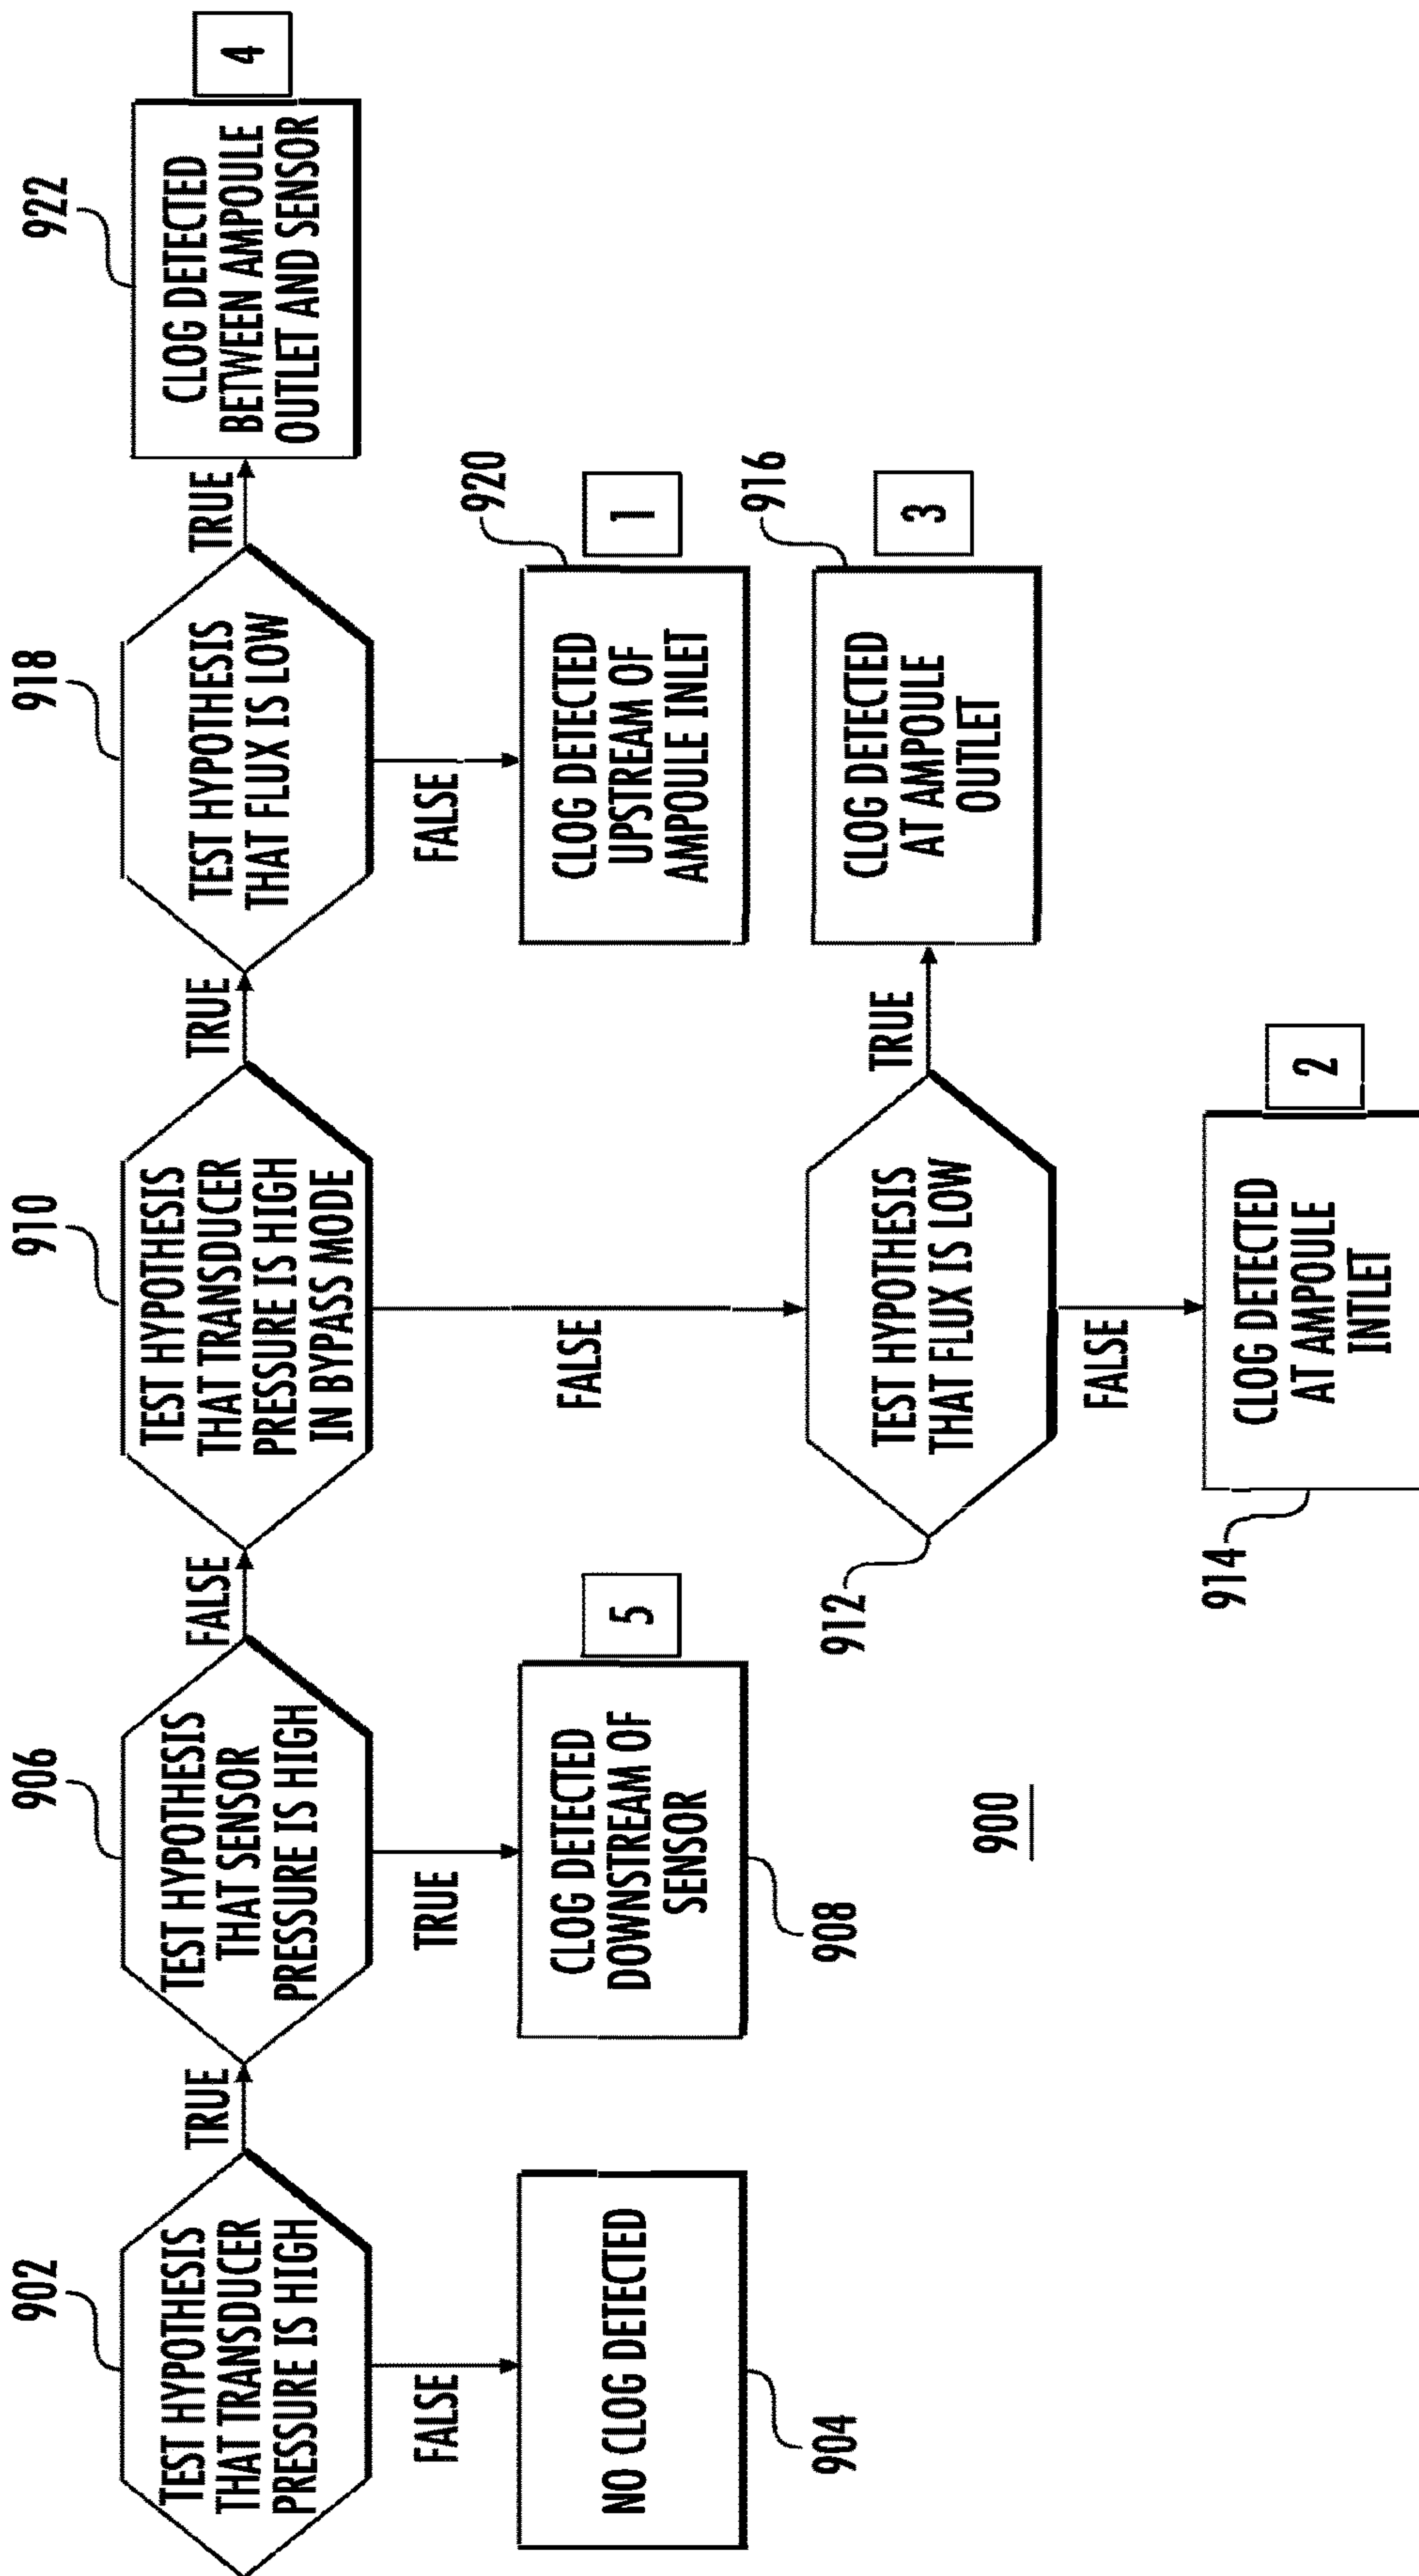 902
TEST HYPOTHESIS
THAT TRANSDUCER
PRESSURE IS HIGH
TRUE
FALSE
NO CLOG DETECTED
904
906
TEST HYPOTHESIS
THAT SENSOR
PRESSURE IS HIGH
FALSE
TRUE
CLOG DETECTED
DOWNSTREAM OF
SENSOR
5
908
910
TEST HYPOTHESIS
THAT TRANSDUCER
PRESSURE IS HIGH
IN BYPASS MODE
TRUE
FALSE
912
TEST HYPOTHESIS
THAT FLUX IS LOW
TRUE
FALSE
914
CLOG DETECTED
AT AMPOULE
INTLET
2
916
CLOG DETECTED
AT AMPOULE
OUTLET
3
918
TEST HYPOTHESIS
THAT FLUX IS LOW
TRUE
FALSE
920
CLOG DETECTED
UPSTREAM OF
AMPOULE INLET
1
922
CLOG DETECTED
BETWEEN AMPOULE
OUTLET AND SENSOR
4
900